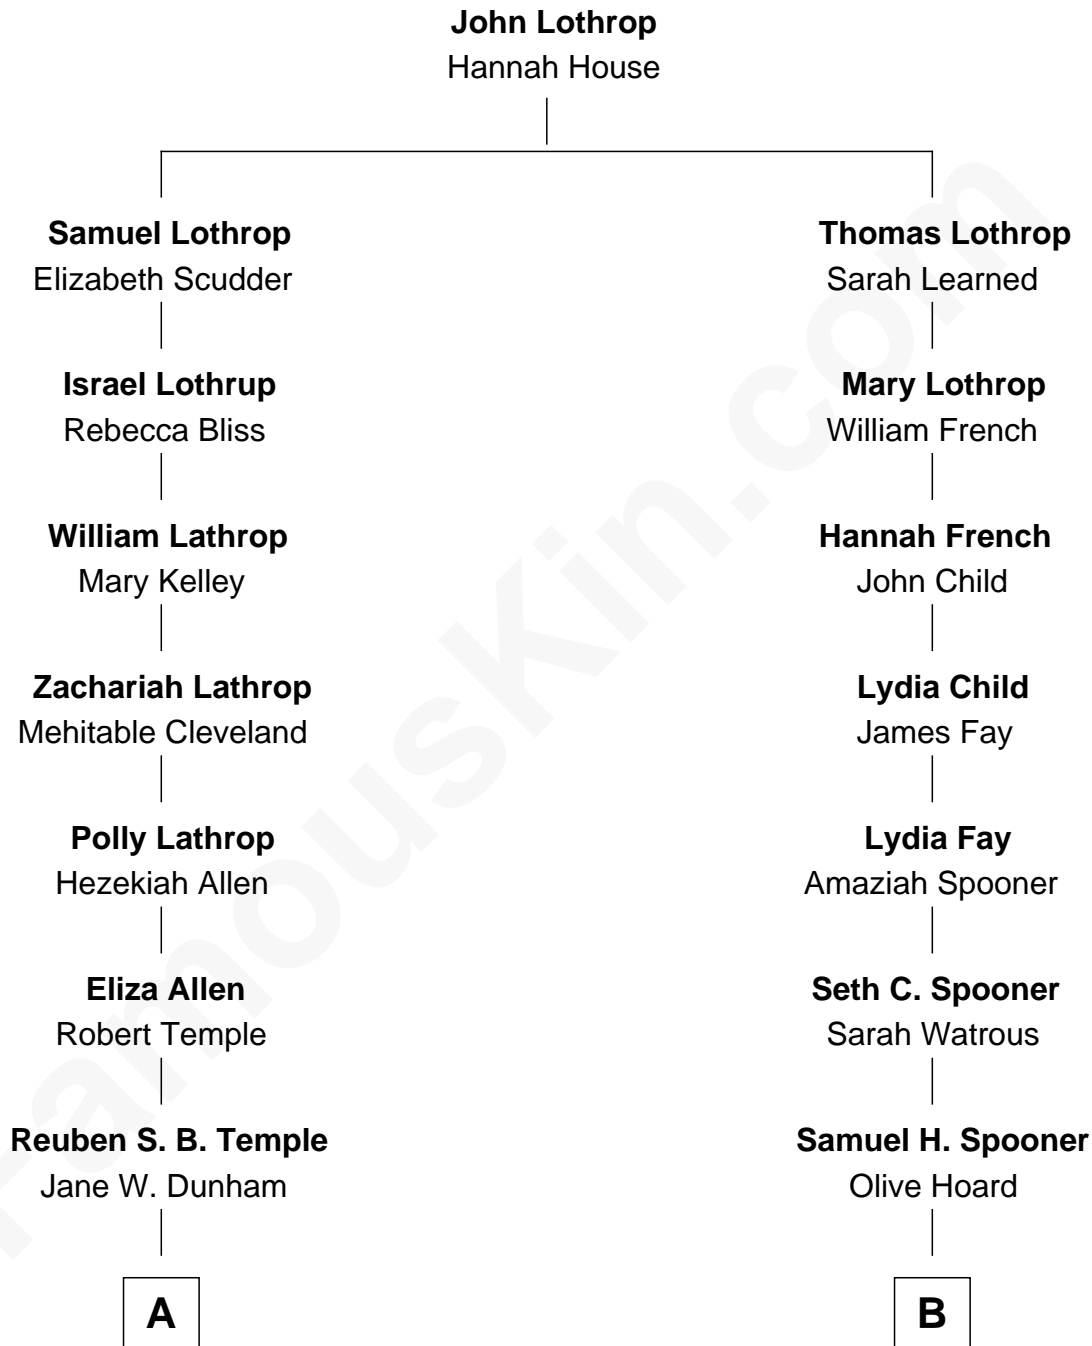 John Lothrop
Hannah House
Samuel Lothrop
Elizabeth Scudder
Thomas Lothrop
Sarah Learned
Israel Lothrup
Rebecca Bliss
Mary Lothrop
William French
William Lathrop
Mary Kelley
Hannah French
John Child
Zachariah Lathrop
Mehitable Cleveland
Lydia Child
James Fay
Polly Lathrop
Hezekiah Allen
Lydia Fay
Amaziah Spooner
Eliza Allen
Robert Temple
Seth C. Spooner
Sarah Watrous
Reuben S. B. Temple
Jane W. Dunham
Samuel H. Spooner
Olive Hoard
A
B
FamousKin.com